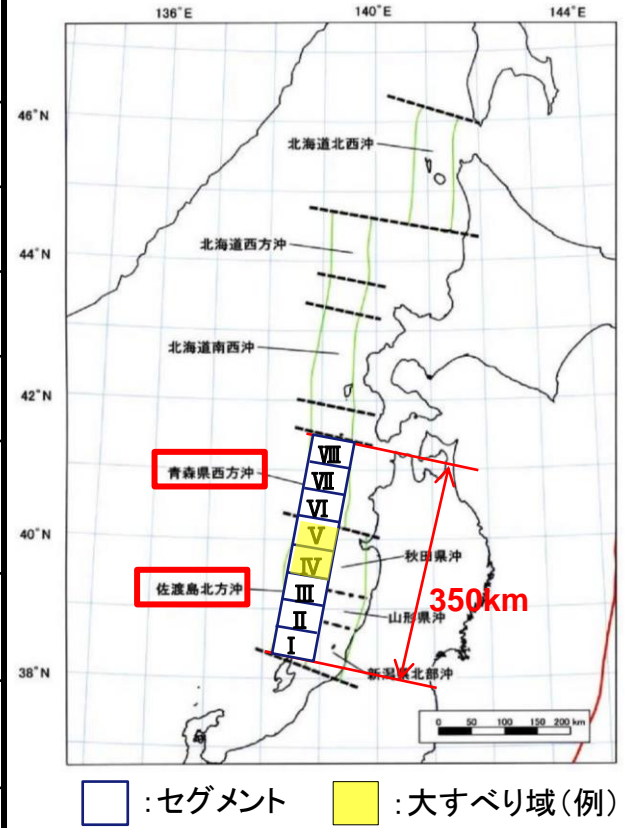 136°E 140°E 144°E
46°N
北海道北西沖
北海道西方沖
44°N
北海道南西沖
42°N
Ⅷ
青森県西方沖
Ⅶ
Ⅵ
40°N
Ⅴ
秋田県沖
Ⅳ
佐渡島北方沖
Ⅲ
350km
山形県沖
Ⅱ
Ⅰ
新潟県北部沖
38°N
0 50 100 150 200 km
:セグメント :大すべり域(例)